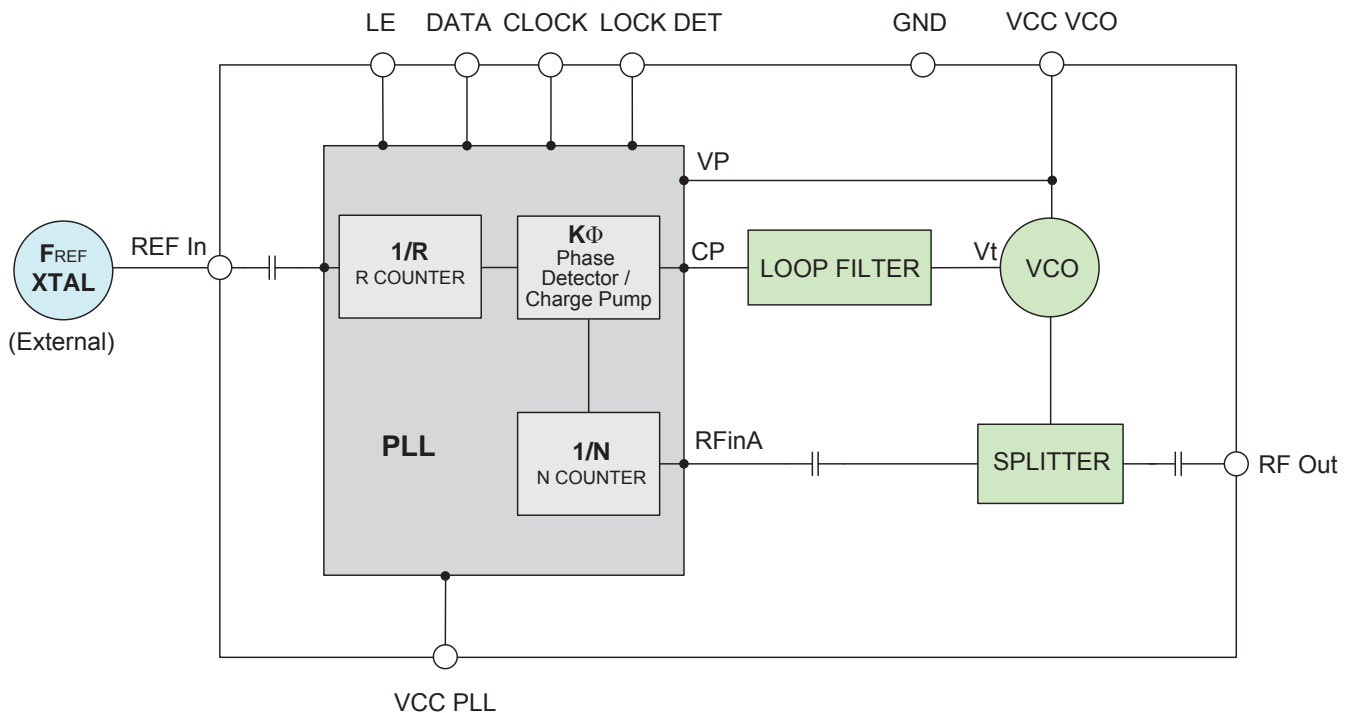 LE DATA CLOCK LOCK DET GND VCC VCO
VP
FREF
XTAL
(External)
REF In
1/R
R COUNTER
KΦ
Phase
Detector /
Charge Pump
CP
LOOP FILTER
Vt
VCO
PLL
1/N
N COUNTER
RFinA
SPLITTER
RF Out
VCC PLL